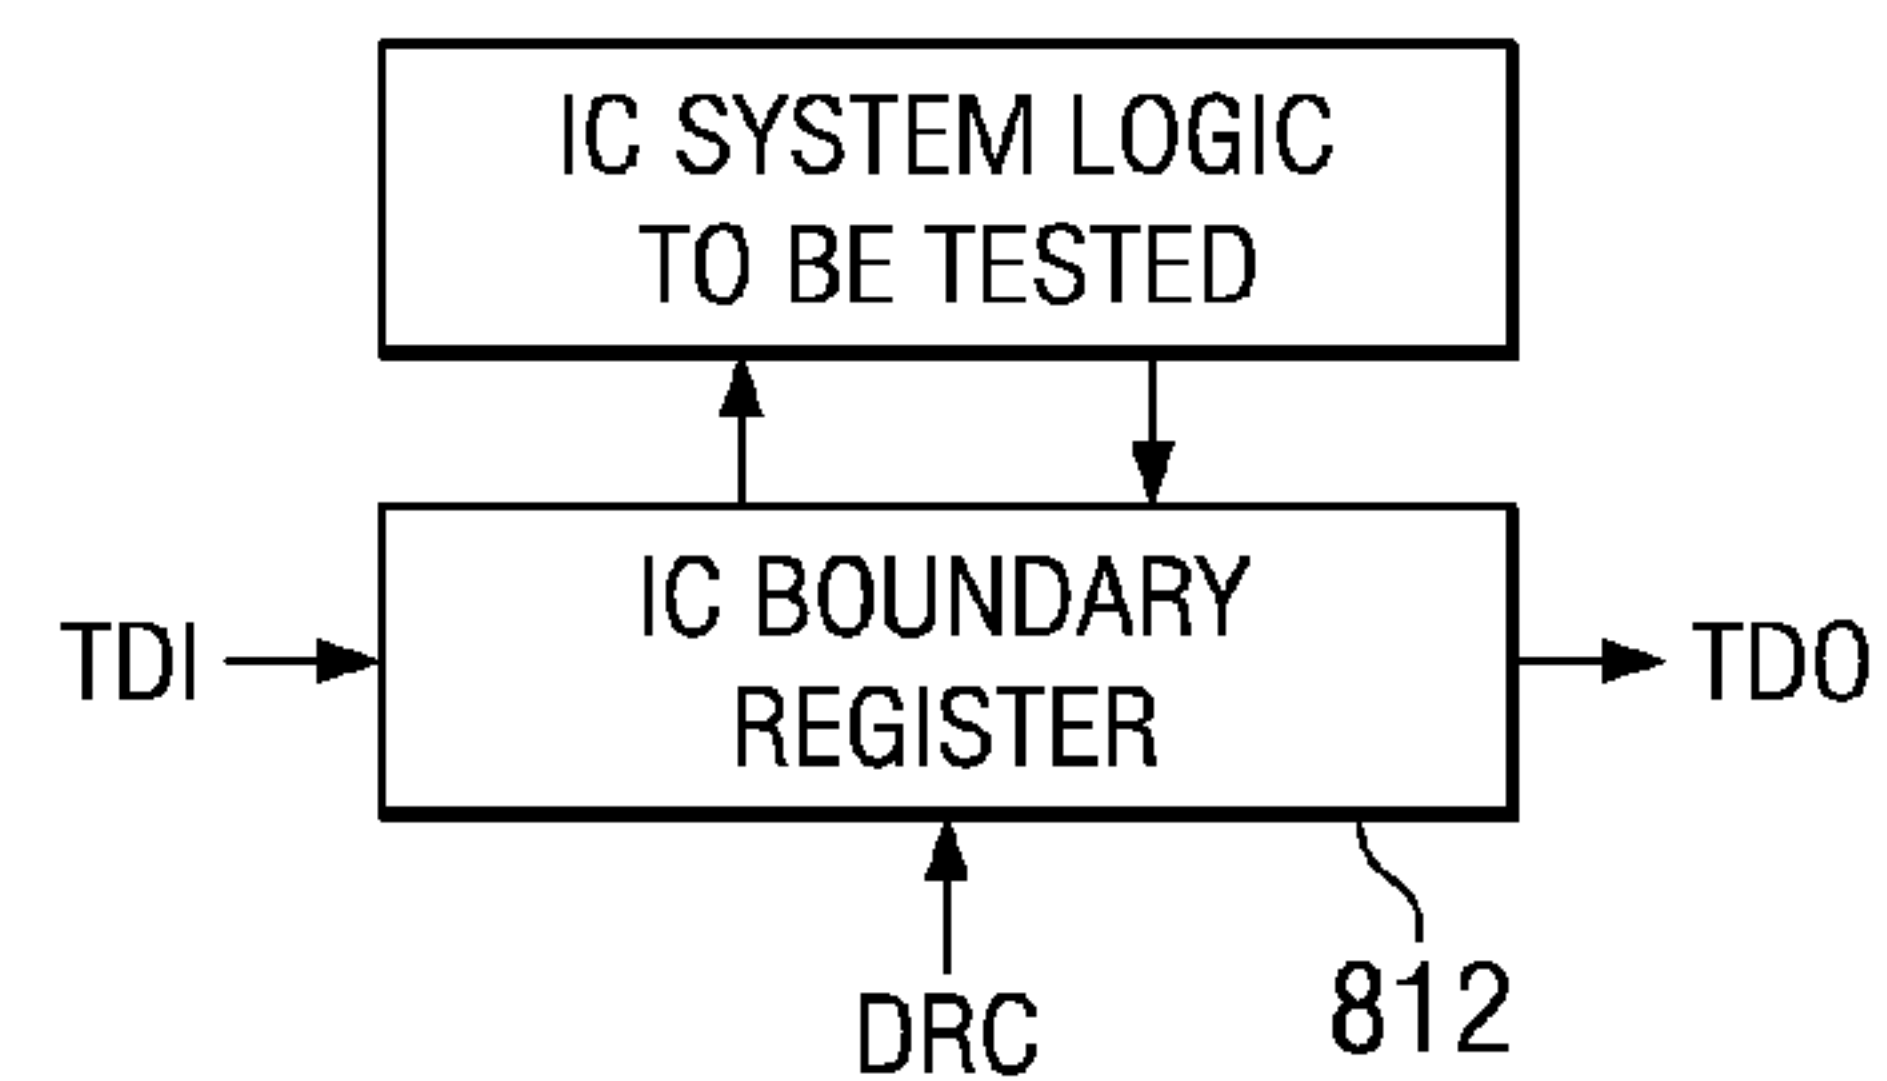 IC SYSTEM LOGIC
TO BE TESTED
IC BOUNDARY
REGISTER
TDI
TDO
DRC
812